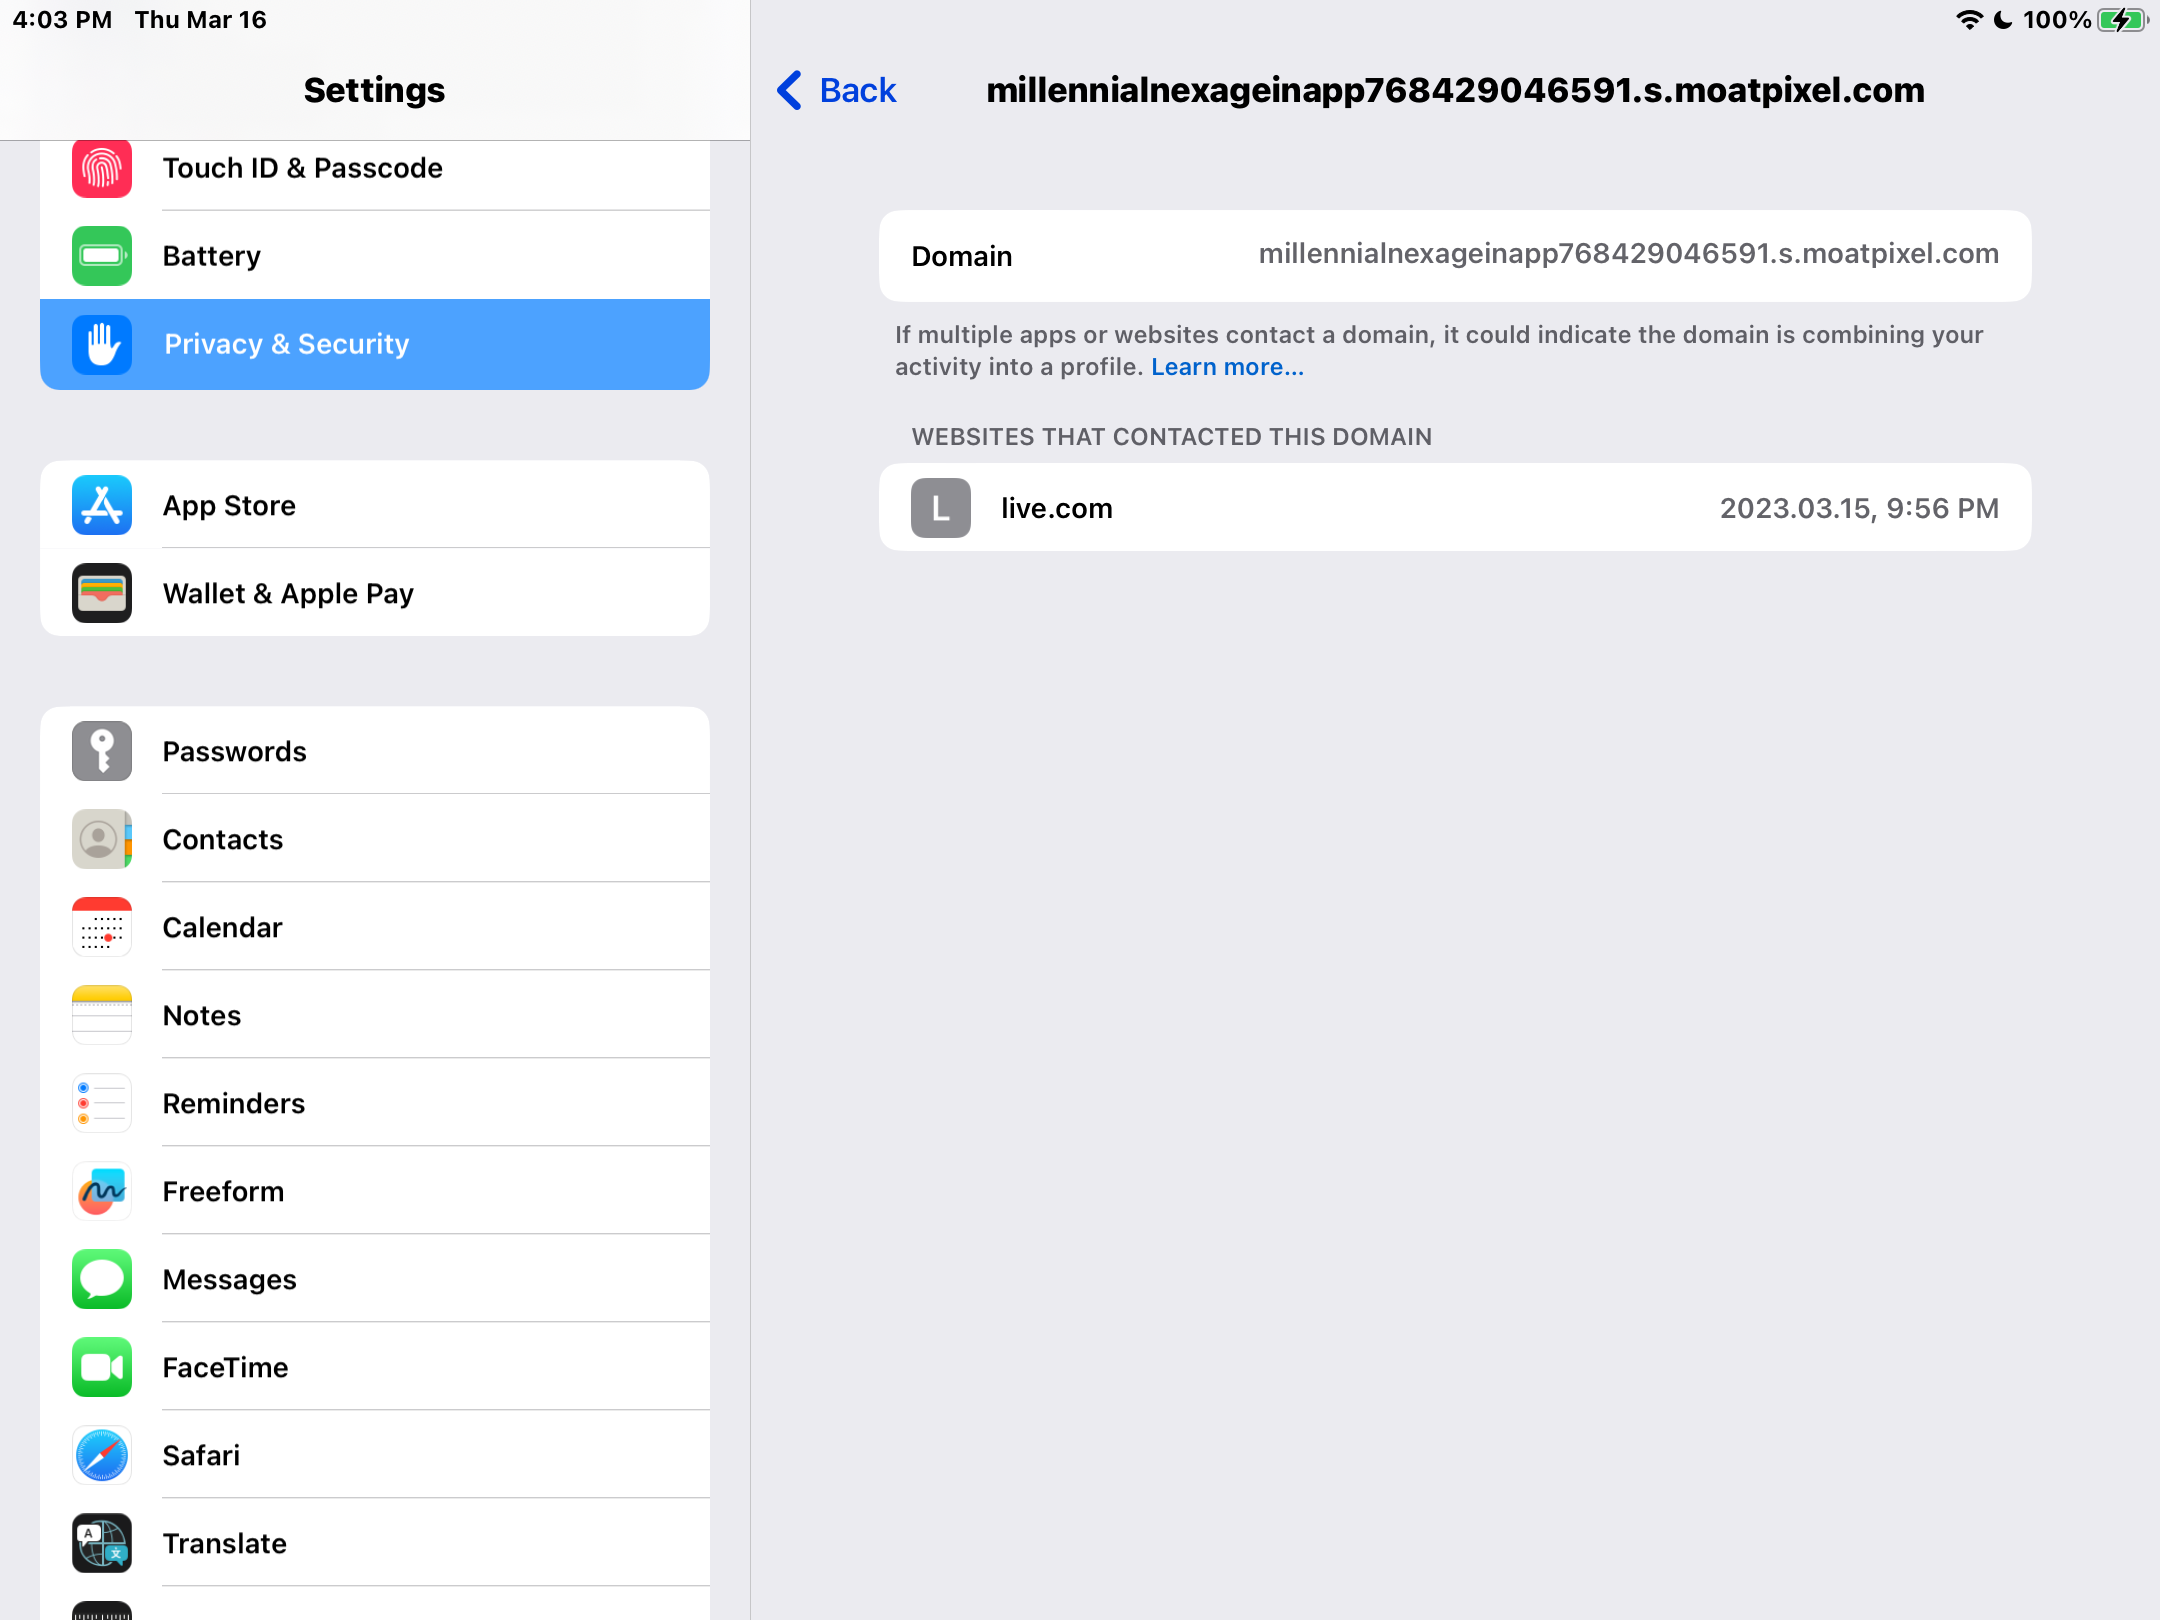 4:03 PM Thu Mar 16
100%
Settings
Touch ID & Passcode
Battery
Privacy & Security
App Store
Wallet & Apple Pay
Passwords
Contacts
Calendar
Notes
Reminders
Freeform
Messages
FaceTime
Safari
A
文
Translate
Back
millennialnexageinapp768429046591.s.moatpixel.com
Domain millennialnexageinapp768429046591.s.moatpixel.com
If multiple apps or websites contact a domain, it could indicate the domain is combining your
activity into a profile. Learn more...
WEBSITES THAT CONTACTED THIS DOMAIN
L live.com 2023.03.15, 9:56 PM